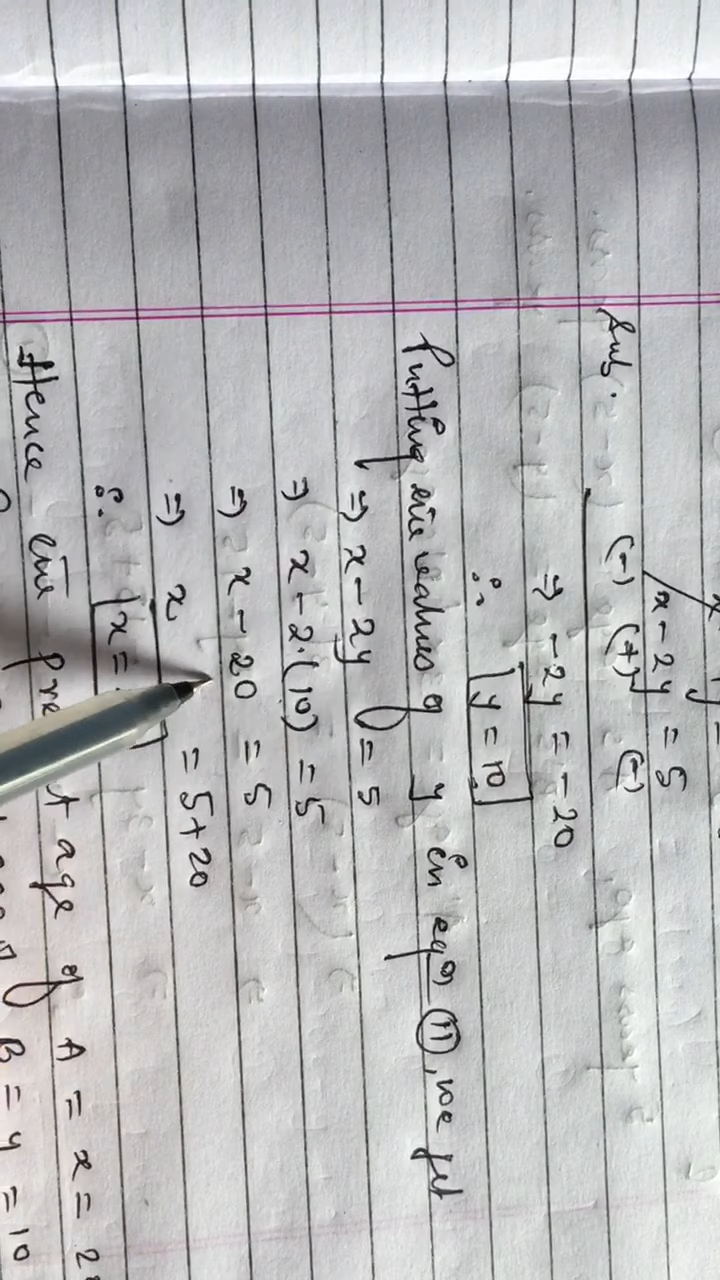 x - 2y = 5
Sub. (-) (+) (-)
⇒ -2y = -20
∴ y = 10
Putting the values of y in eqn (11), we get
⇒ x - 2y = 5
⇒ x - 2·(10) = 5
⇒ x - 20 = 5
⇒ x = 5+20
∴ x =
Hence the age of A = x = 2
B = y = 10